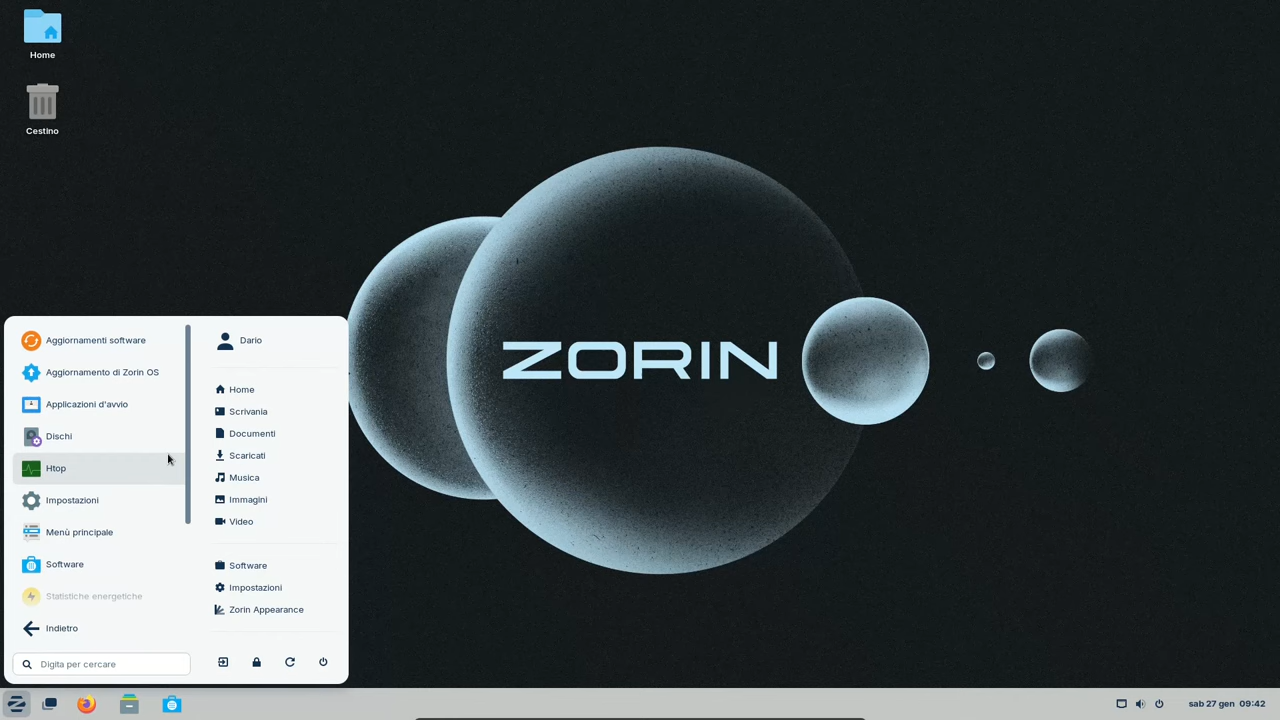 Home
Cestino
ZORIN
Aggiornamenti software
Aggiornamento di Zorin OS
Applicazioni d'avvio
Dischi
Htop
Impostazioni
Menù principale
Software
Statistiche energetiche
Indietro
Digita per cercare
Dario
Home
Scrivania
Documenti
Scaricati
Musica
Immagini
Video
Software
Impostazioni
Zorin Appearance
sab 27 gen 09:42